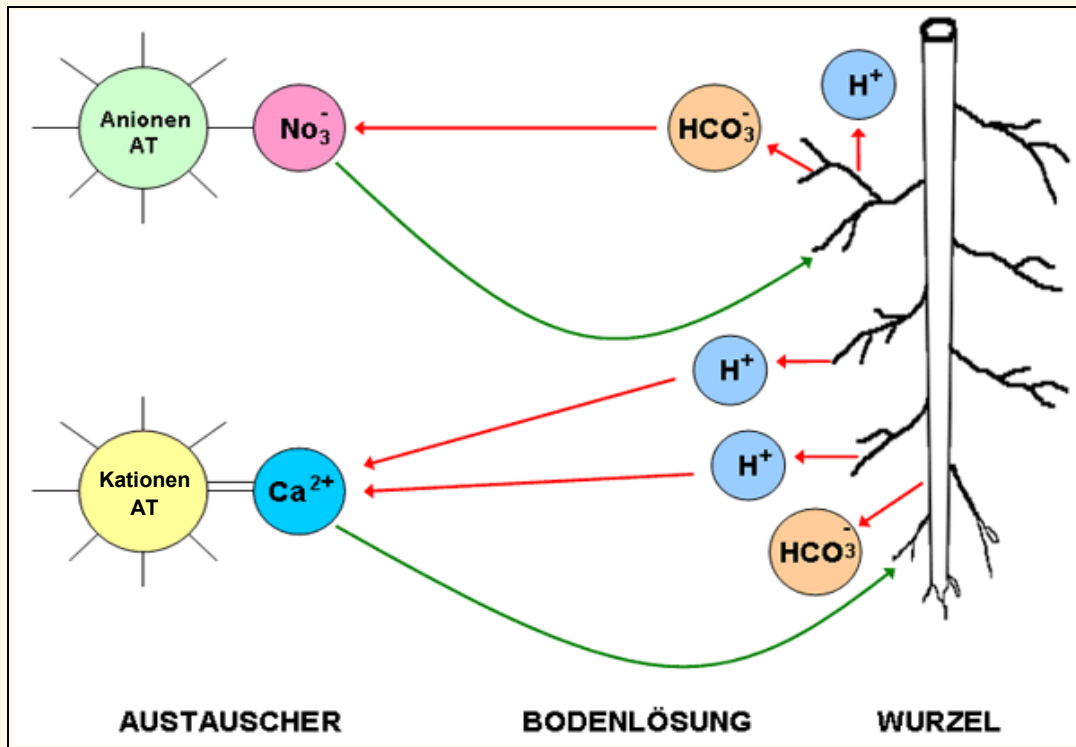 H⁺
Anionen
AT
No₃⁻
HCO₃⁻
H⁺
Kationen
AT
Ca²⁺
H⁺
HCO₃⁻
AUSTAUSCHER BODENLÖSUNG WURZEL